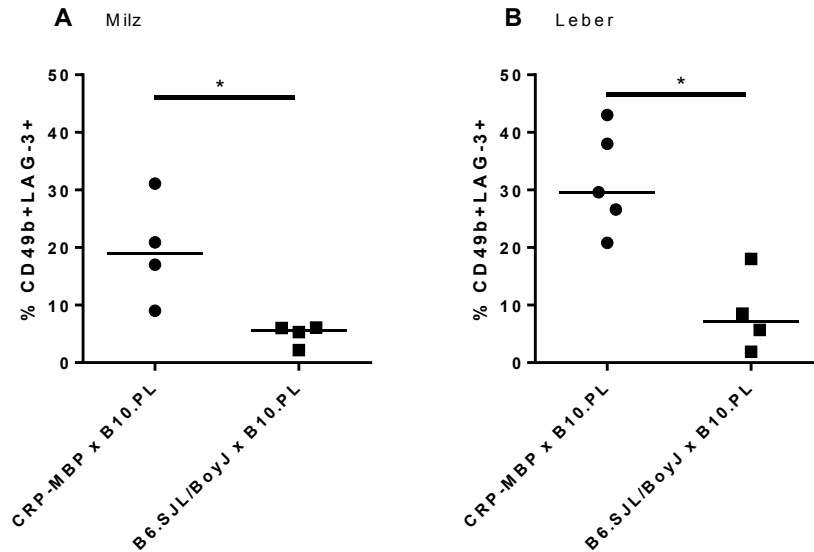 A Milz
*
% CD49b+LAG-3+
50
40
30
20
10
0
CRP-MBP x B10.PL
B6.SJL/BoyJ x B10.PL
B Leber
*
% CD49b+LAG-3+
50
40
30
20
10
0
CRP-MBP x B10.PL
B6.SJL/BoyJ x B10.PL